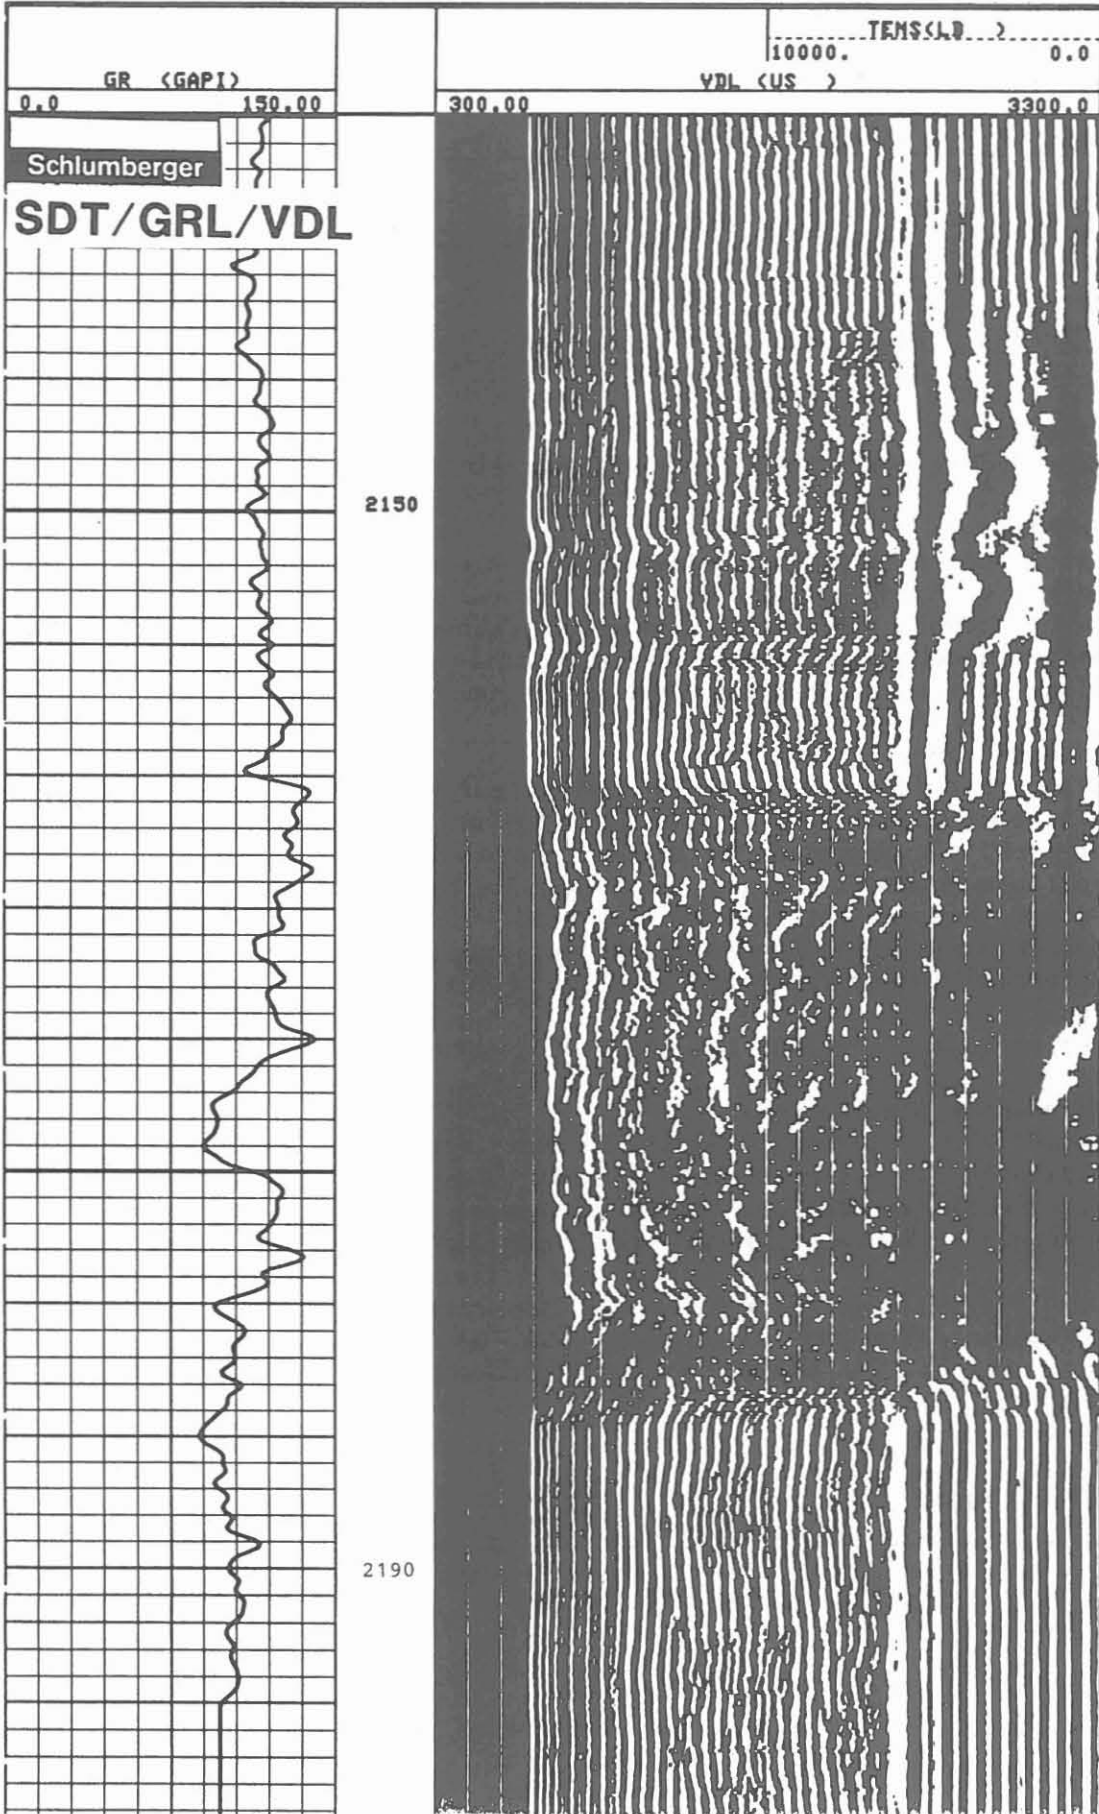 TENS(LB )
10000. 0.0
GR (GAPI) VDL (US )
0.0 150.00 300.00 3300.0
Schlumberger
SDT/GRL/VDL
2150
2190